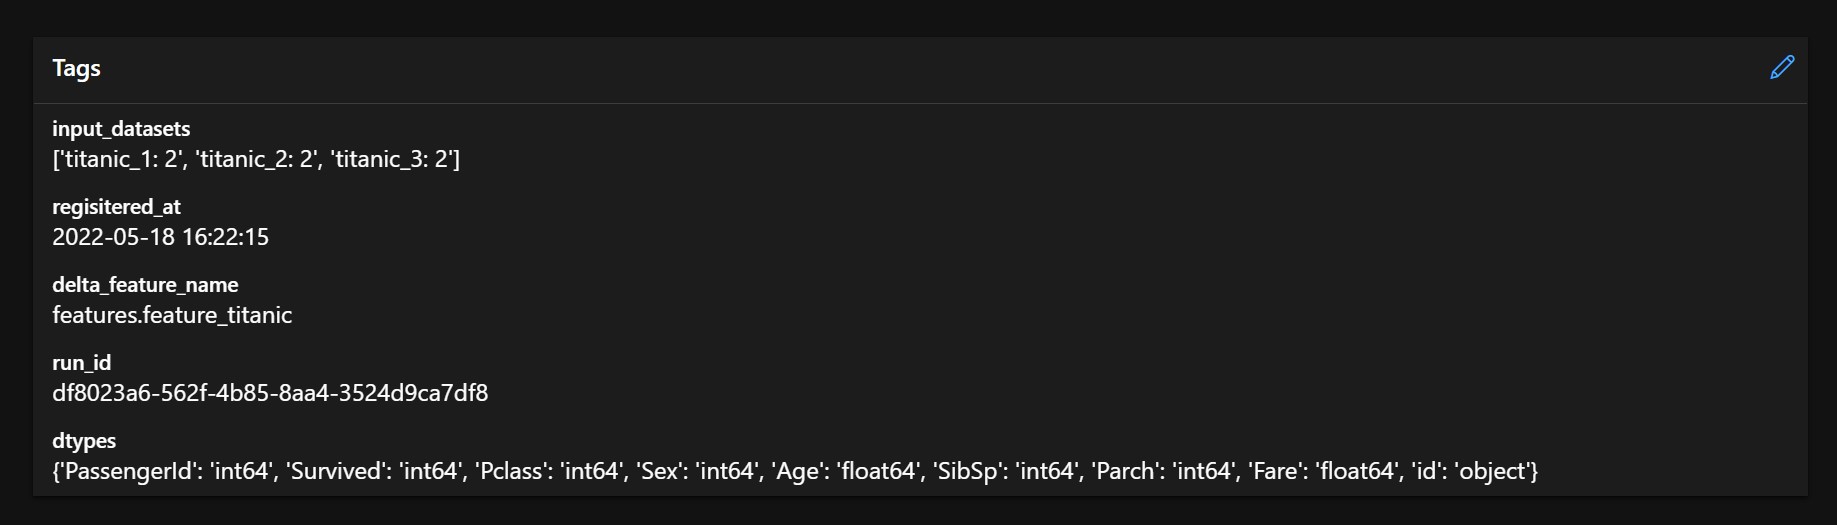 Tags
input_datasets
['titanic_1: 2', 'titanic_2: 2', 'titanic_3: 2']
regisitered_at
2022-05-18 16:22:15
delta_feature_name
features.feature_titanic
run_id
df8023a6-562f-4b85-8aa4-3524d9ca7df8
dtypes
{'PassengerId': 'int64', 'Survived': 'int64', 'Pclass': 'int64', 'Sex': 'int64', 'Age': 'float64', 'SibSp': 'int64', 'Parch': 'int64', 'Fare': 'float64', 'id': 'object'}